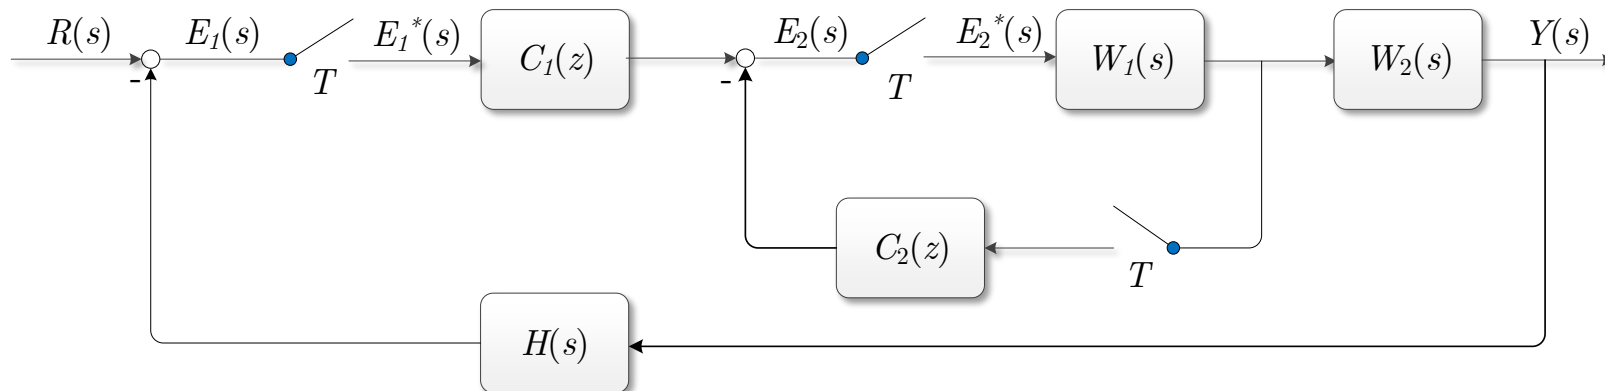 R(s)
E₁(s)
T
E₁*(s)
C₁(z)
E₂(s)
T
E₂*(s)
W₁(s)
W₂(s)
Y(s)
-
-
C₂(z)
T
H(s)